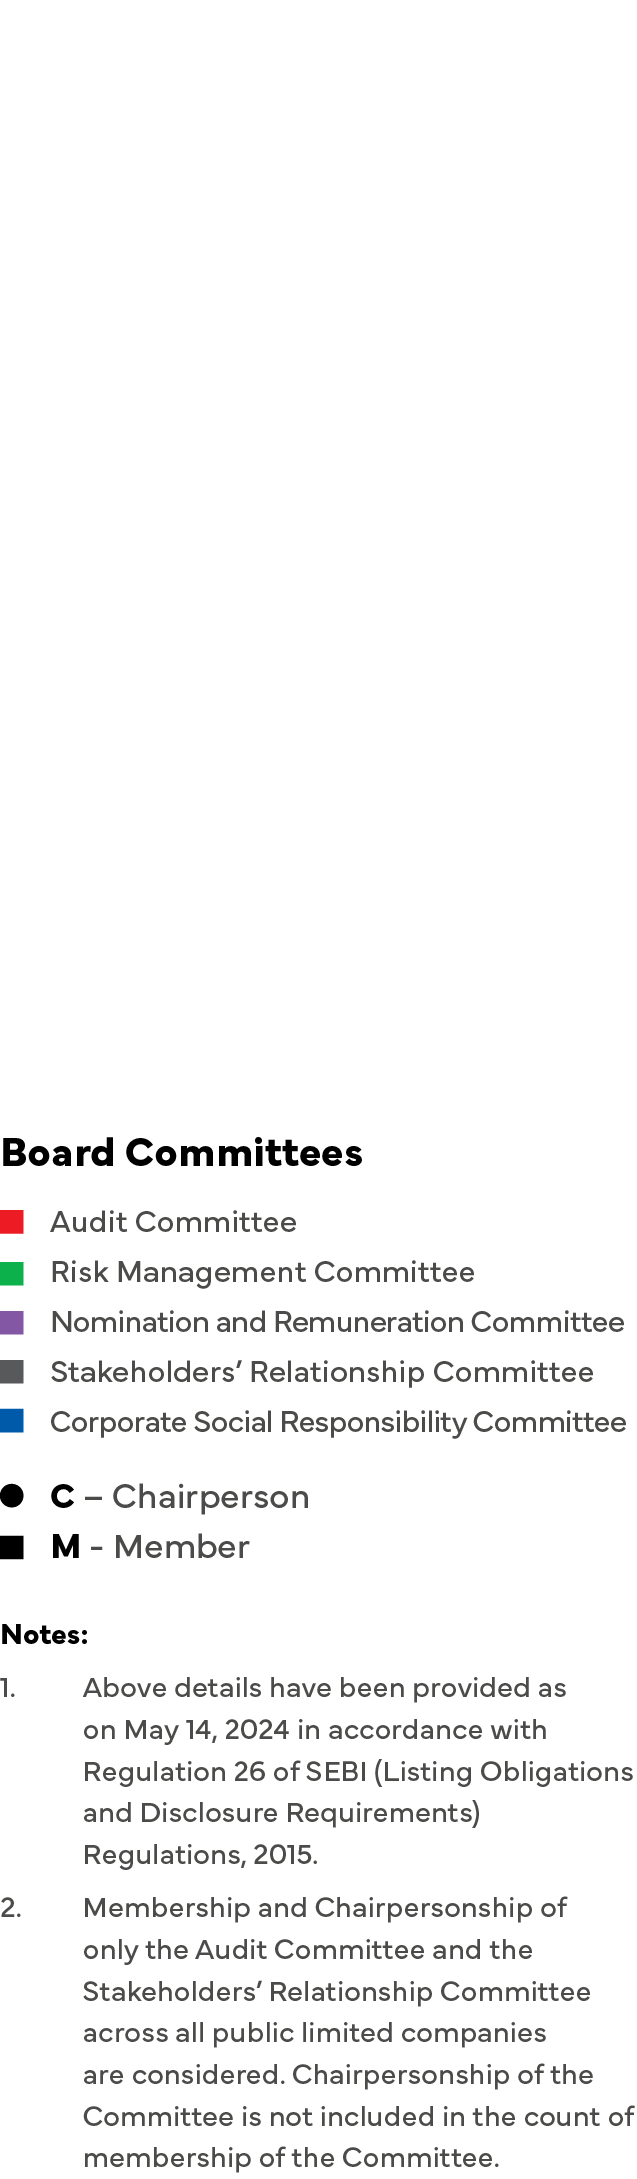 Board Committees
Audit Committee
Risk Management Committee
Nomination and Remuneration Committee
Stakeholders’ Relationship Committee
Corporate Social Responsibility Committee
C – Chairperson
M - Member
Notes:
1. Above details have been provided as
on May 14, 2024 in accordance with
Regulation 26 of SEBI (Listing Obligations
and Disclosure Requirements)
Regulations, 2015.
2. Membership and Chairpersonship of
only the Audit Committee and the
Stakeholders’ Relationship Committee
across all public limited companies
are considered. Chairpersonship of the
Committee is not included in the count of
membership of the Committee.